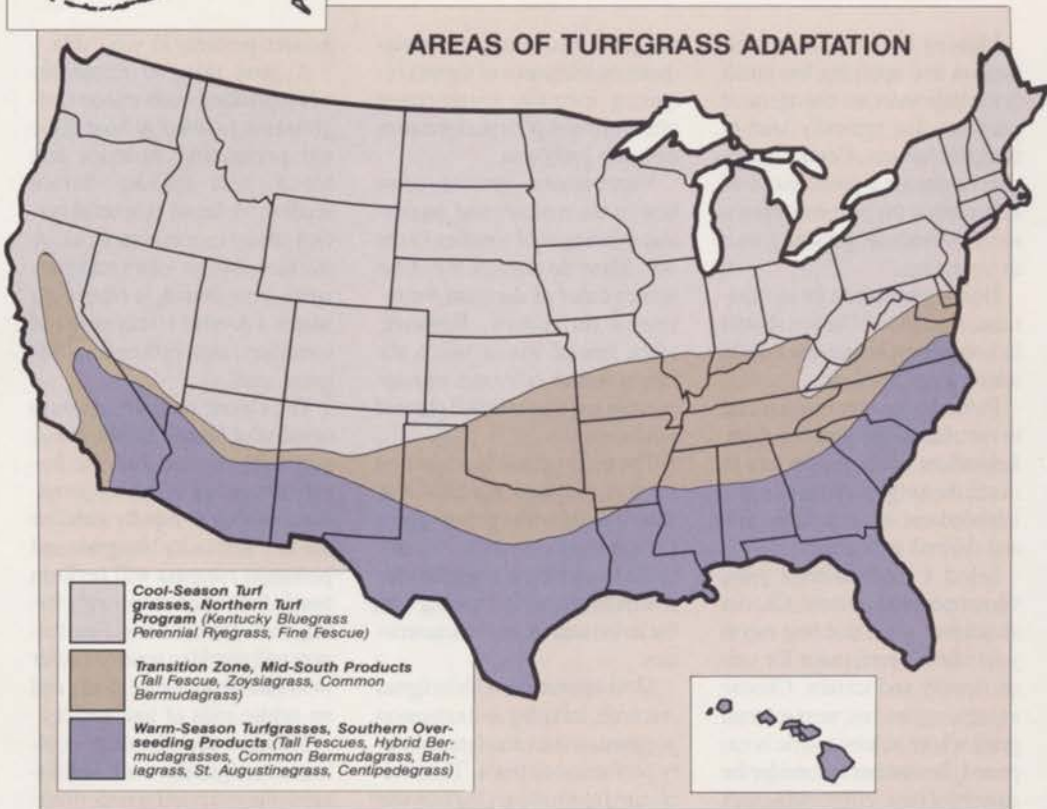 AREAS OF TURFGRASS ADAPTATION
Cool-Season Turf
grasses, Northern Turf
Program (Kentucky Bluegrass
Perennial Ryegrass, Fine Fescue)
Transition Zone, Mid-South Products
(Tall Fescue, Zoysiagrass, Common
Bermudagrass)
Warm-Season Turfgrasses, Southern Over-
seeding Products (Tall Fescues, Hybrid Ber-
mudagrasses, Common Bermudagrass, Bah-
iagrass, St. Augustinegrass, Centipedegrass)